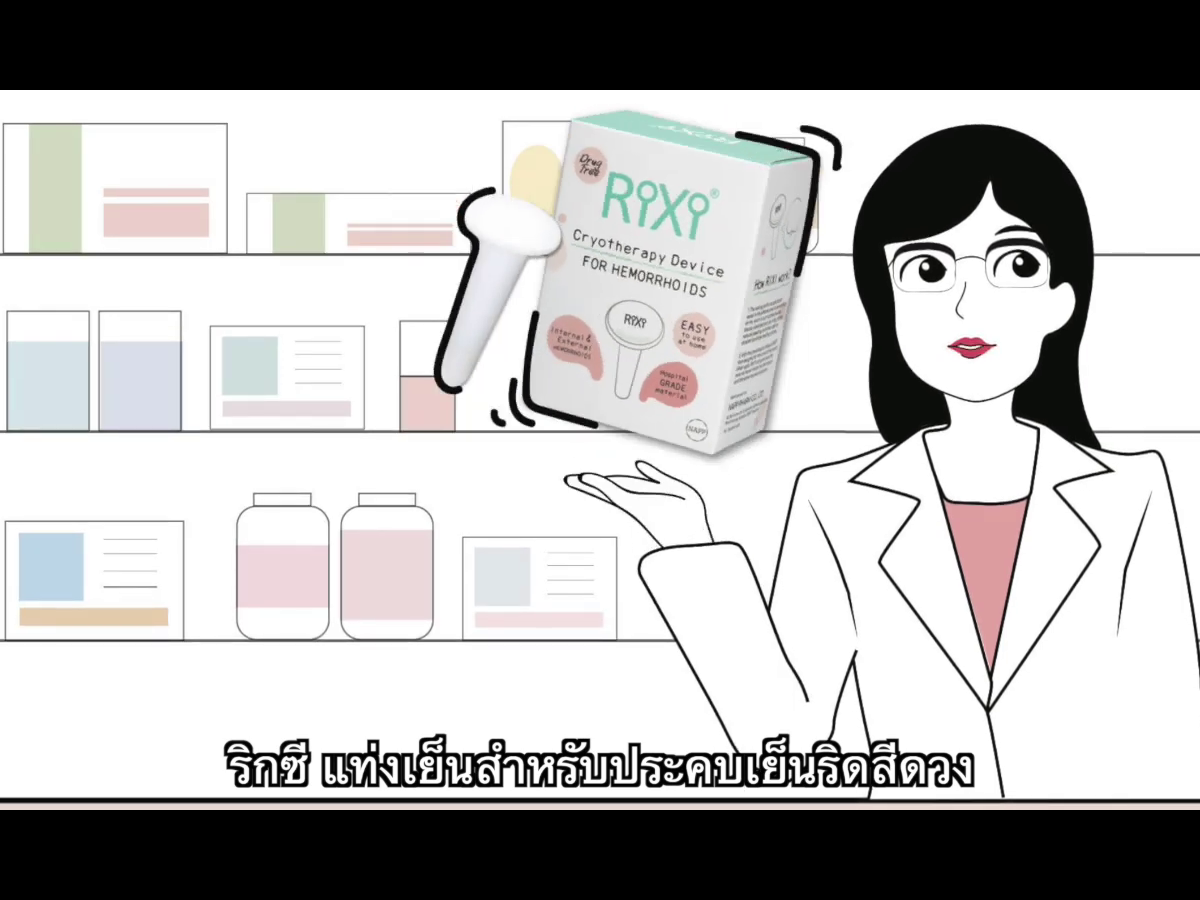 Drug
free
RiXi®
Cryotherapy Device
FOR HEMORRHOIDS
RiXi
Internal &
External
HEMORRHOIDS
EASY
to use
at home
Hospital
GRADE
material
NAPP
How RIXI work?
ริกซี แท่งเย็นสำหรับประคบเย็นริดสีดวง